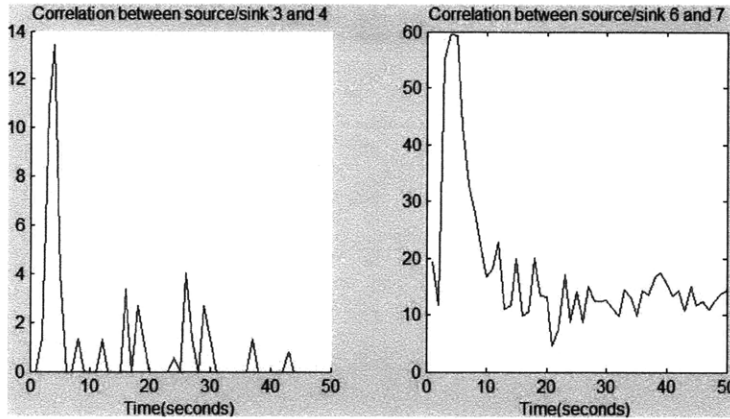 Correlation between source/sink 3 and 4
14
12
10
8
6
4
2
0
0 10 20 30 40 50
Time(seconds)
Correlation between source/sink 6 and 7
60
50
40
30
20
10
0
0 10 20 30 40 50
Time(seconds)